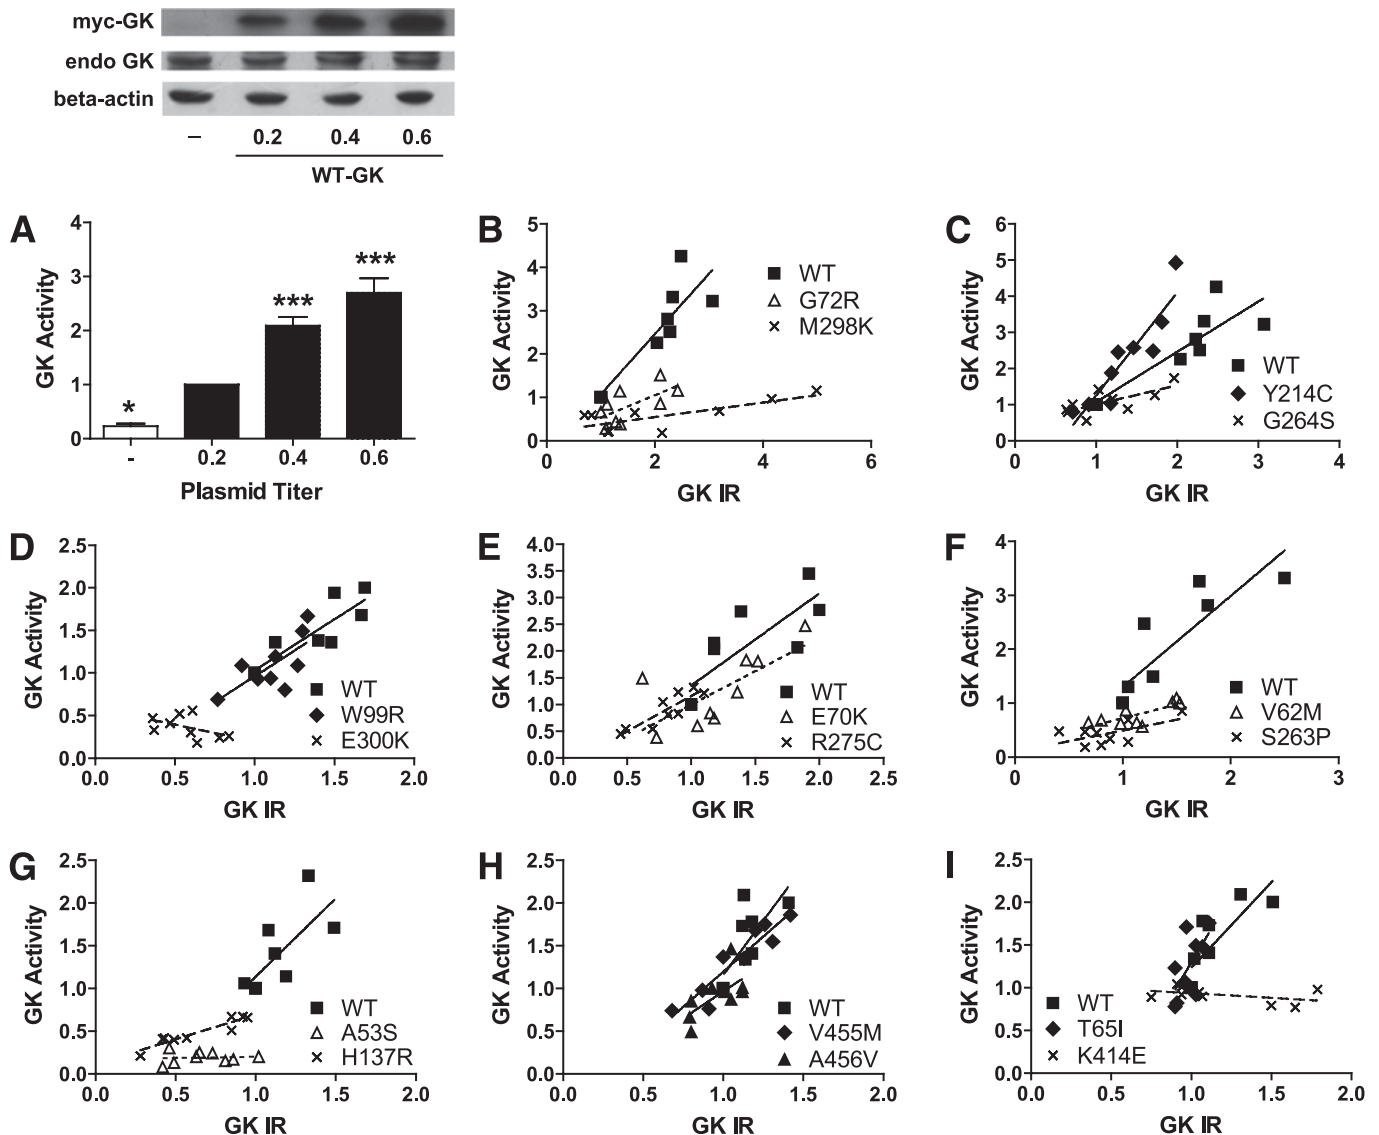 myc-GK
endo GK
beta-actin
– 0.2 0.4 0.6
WT-GK
A
GK Activity
4
3
2
1
0
*
***
***
- 0.2 0.4 0.6
Plasmid Titer
B
GK Activity
5
4
3
2
1
0
WT
G72R
M298K
0 2 4 6
GK IR
C
GK Activity
6
5
4
3
2
1
0
WT
Y214C
G264S
0 1 2 3 4
GK IR
D
GK Activity
2.5
2.0
1.5
1.0
0.5
0.0
WT
W99R
E300K
0.0 0.5 1.0 1.5 2.0
GK IR
E
GK Activity
4.0
3.5
3.0
2.5
2.0
1.5
1.0
0.5
0.0
WT
E70K
R275C
0.0 0.5 1.0 1.5 2.0 2.5
GK IR
F
GK Activity
4
3
2
1
0
WT
V62M
S263P
0 1 2 3
GK IR
G
GK Activity
2.5
2.0
1.5
1.0
0.5
0.0
WT
A53S
H137R
0.0 0.5 1.0 1.5 2.0
GK IR
H
GK Activity
2.5
2.0
1.5
1.0
0.5
0.0
WT
V455M
A456V
0.0 0.5 1.0 1.5 2.0
GK IR
I
GK Activity
2.5
2.0
1.5
1.0
0.5
0.0
WT
T65I
K414E
0.0 0.5 1.0 1.5 2.0
GK IR